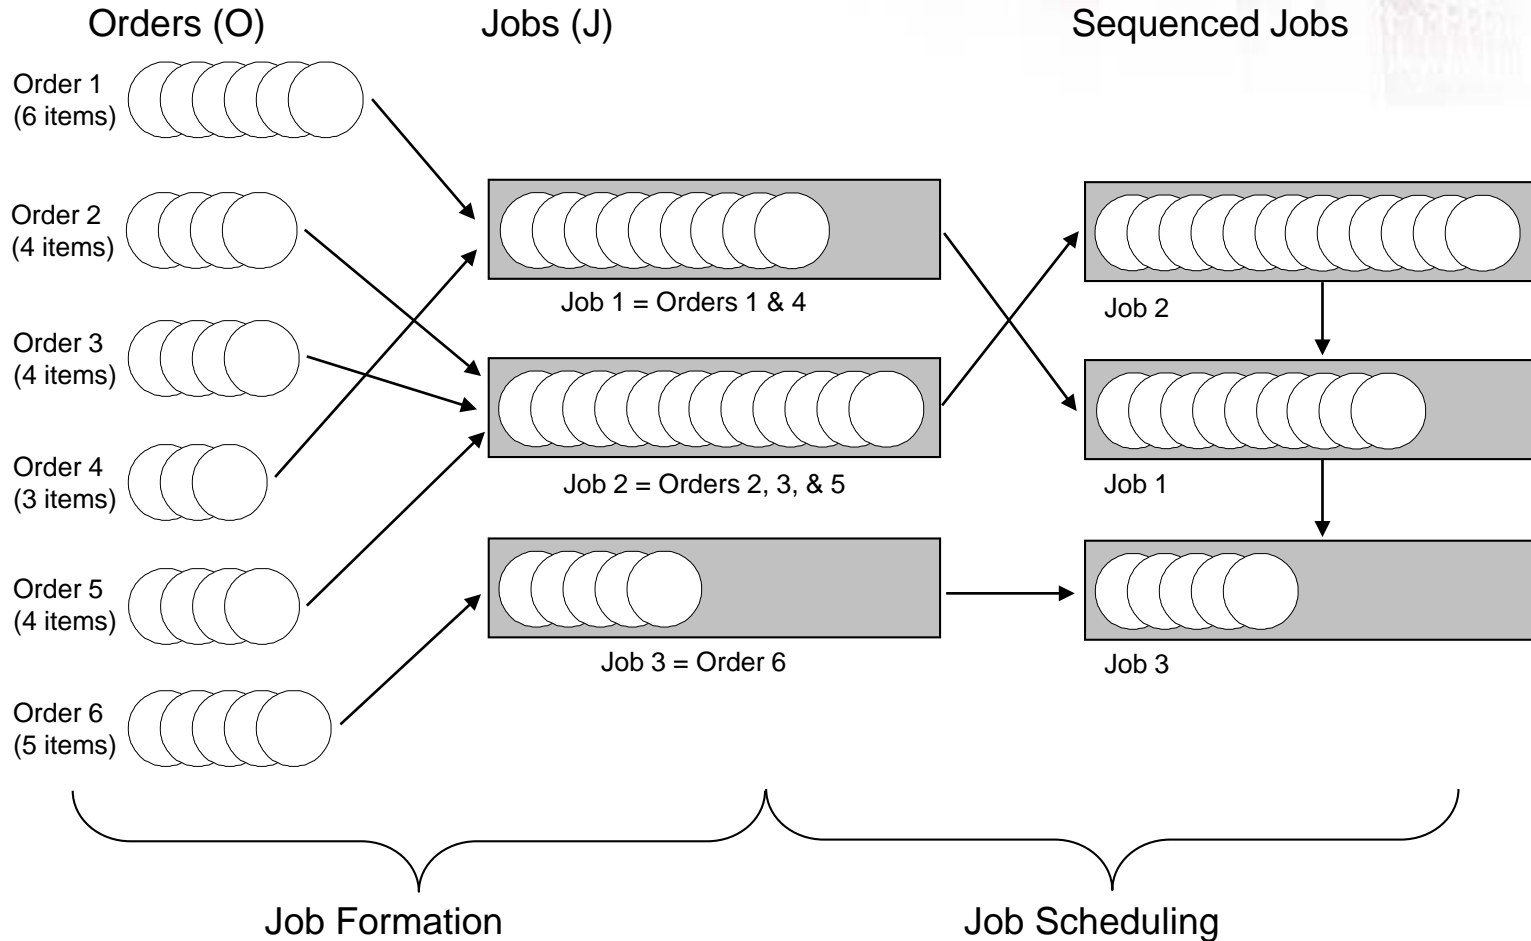 Orders (O)
Jobs (J)
Sequenced Jobs
Order 1
(6 items)
Order 2
(4 items)
Order 3
(4 items)
Order 4
(3 items)
Order 5
(4 items)
Order 6
(5 items)
Job 1 = Orders 1 & 4
Job 2 = Orders 2, 3, & 5
Job 3 = Order 6
Job 2
Job 1
Job 3
Job Formation
Job Scheduling